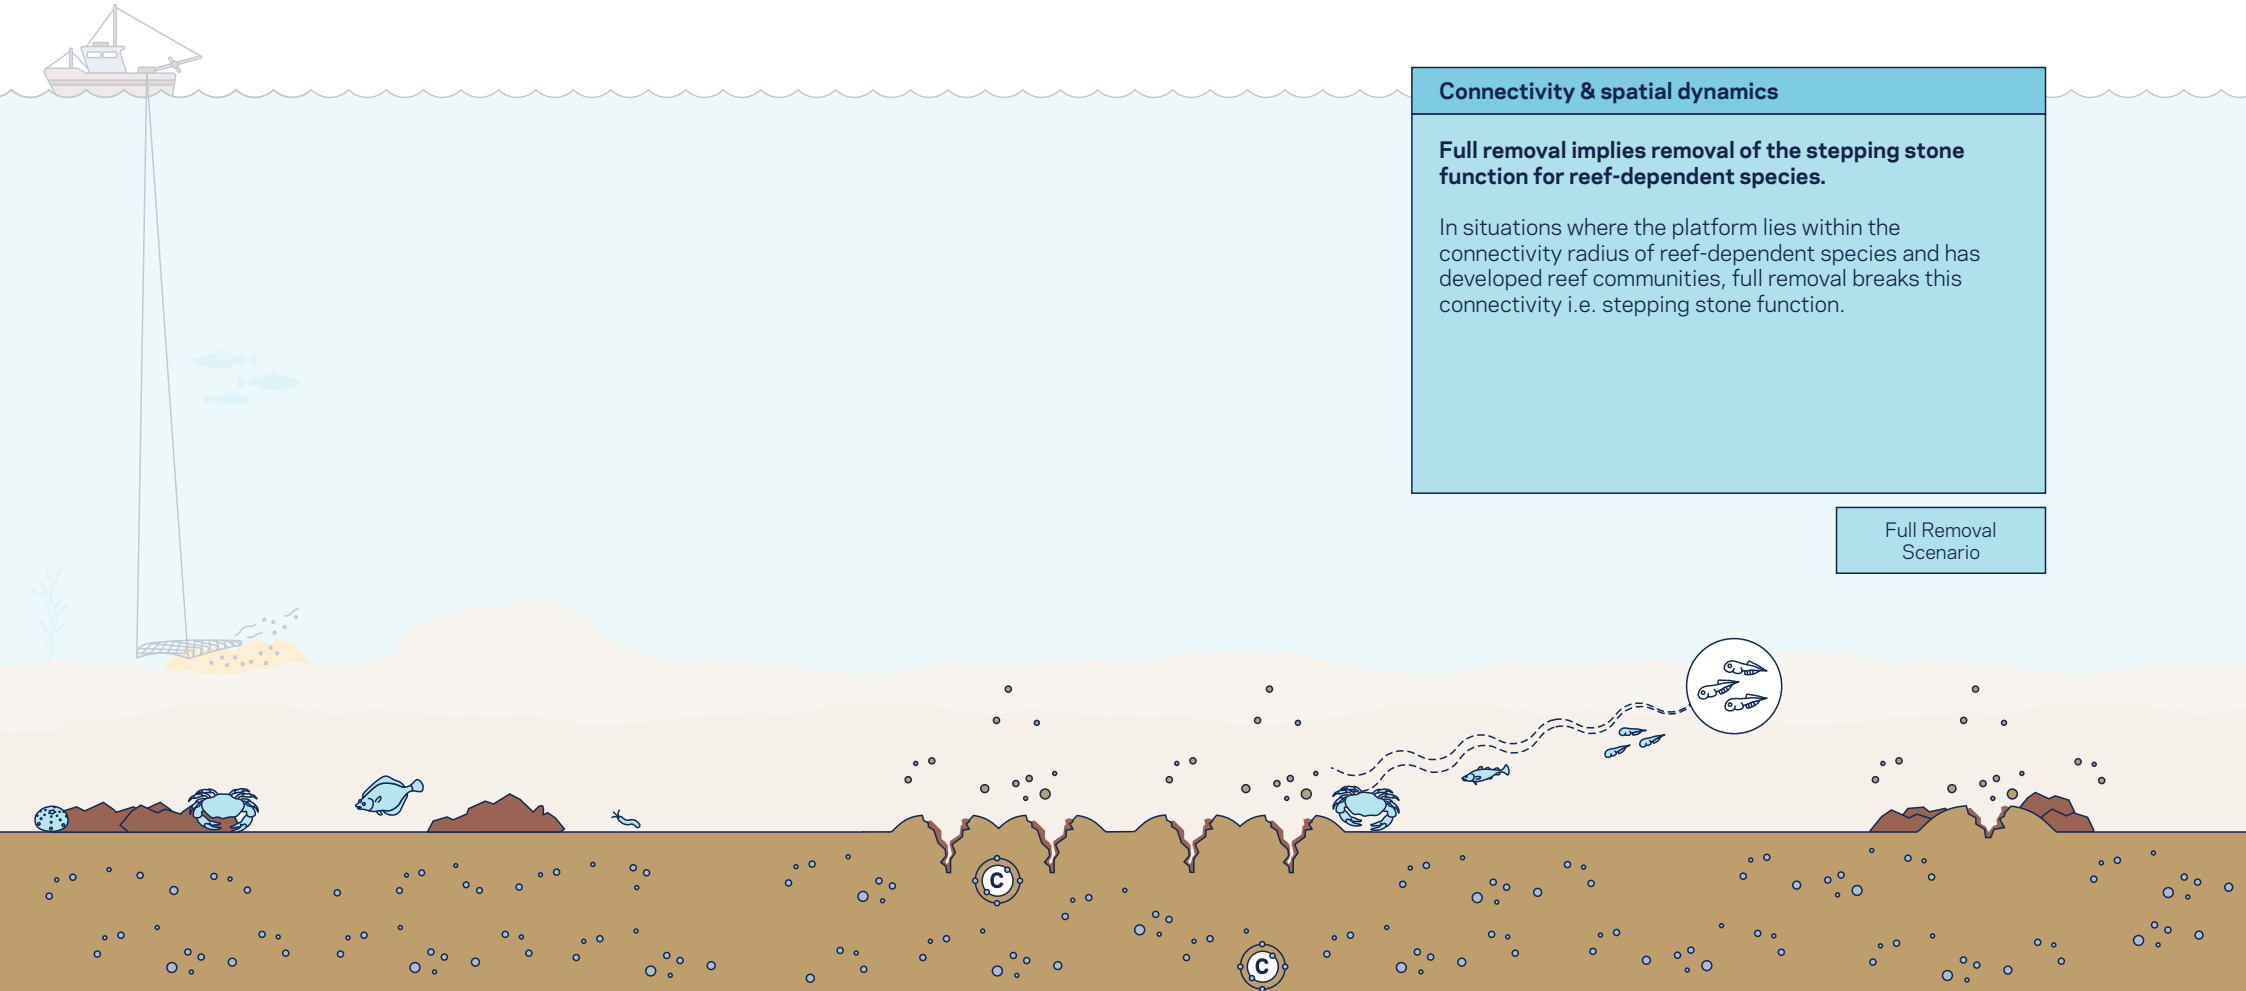 Connectivity & spatial dynamics
Full removal implies removal of the stepping stone
function for reef-dependent species.
In situations where the platform lies within the
connectivity radius of reef-dependent species and has
developed reef communities, full removal breaks this
connectivity i.e. stepping stone function.
Full Removal
Scenario
C
C